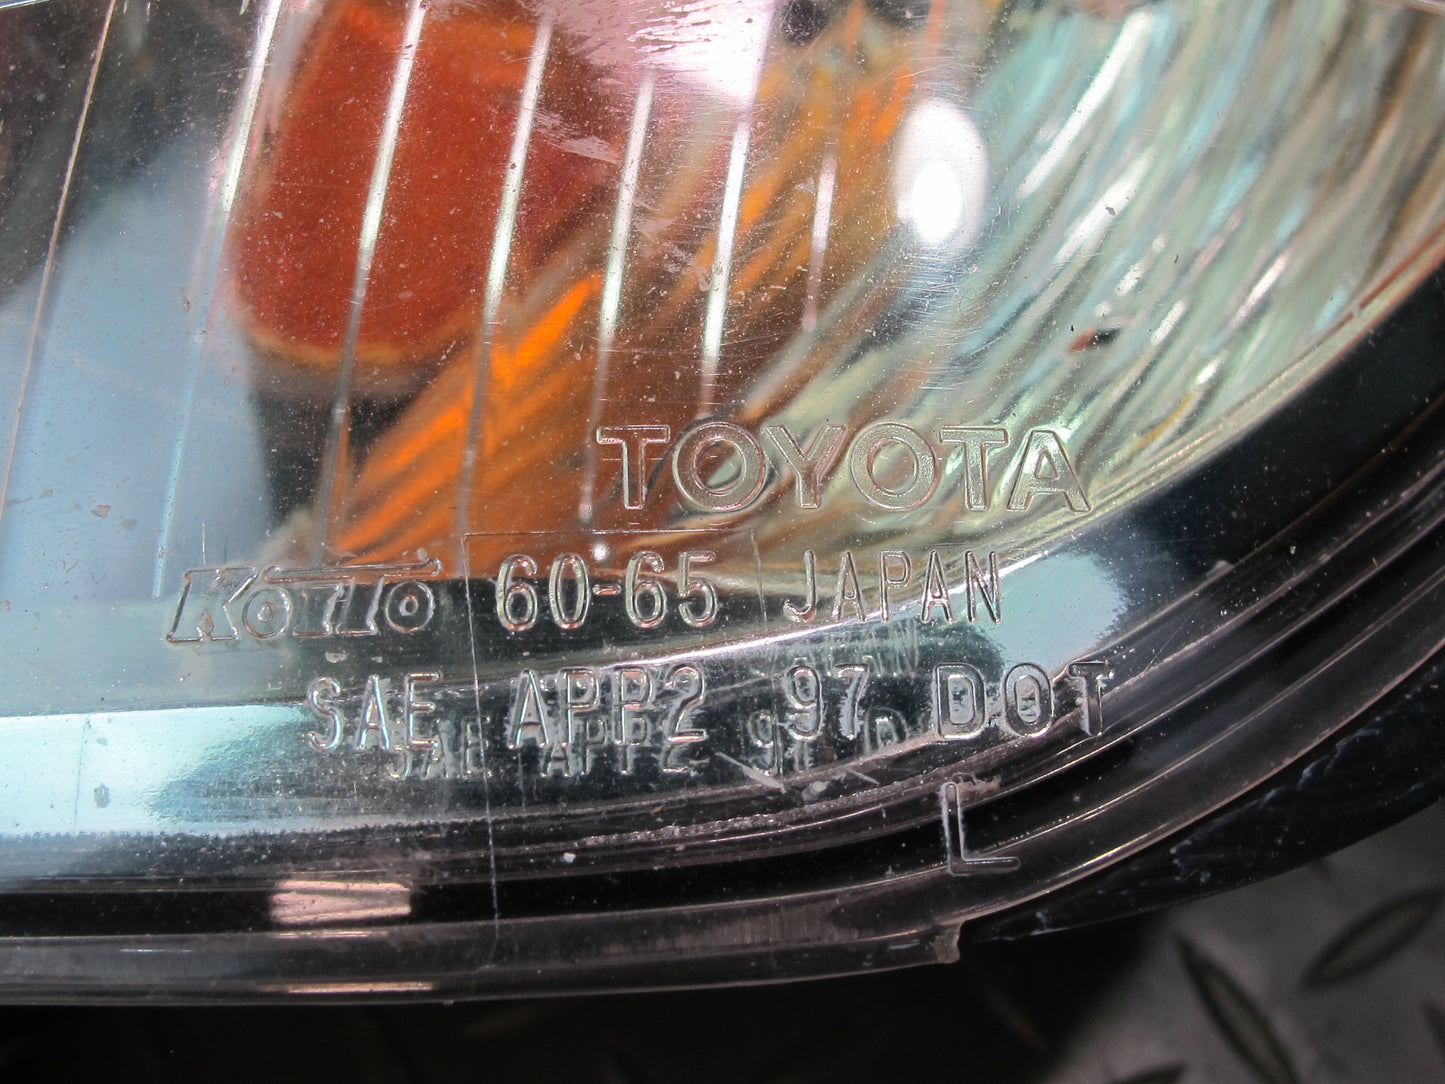 TOYOTA
KOITO 60-65 JAPAN
SAE APP2 97 DOT
L